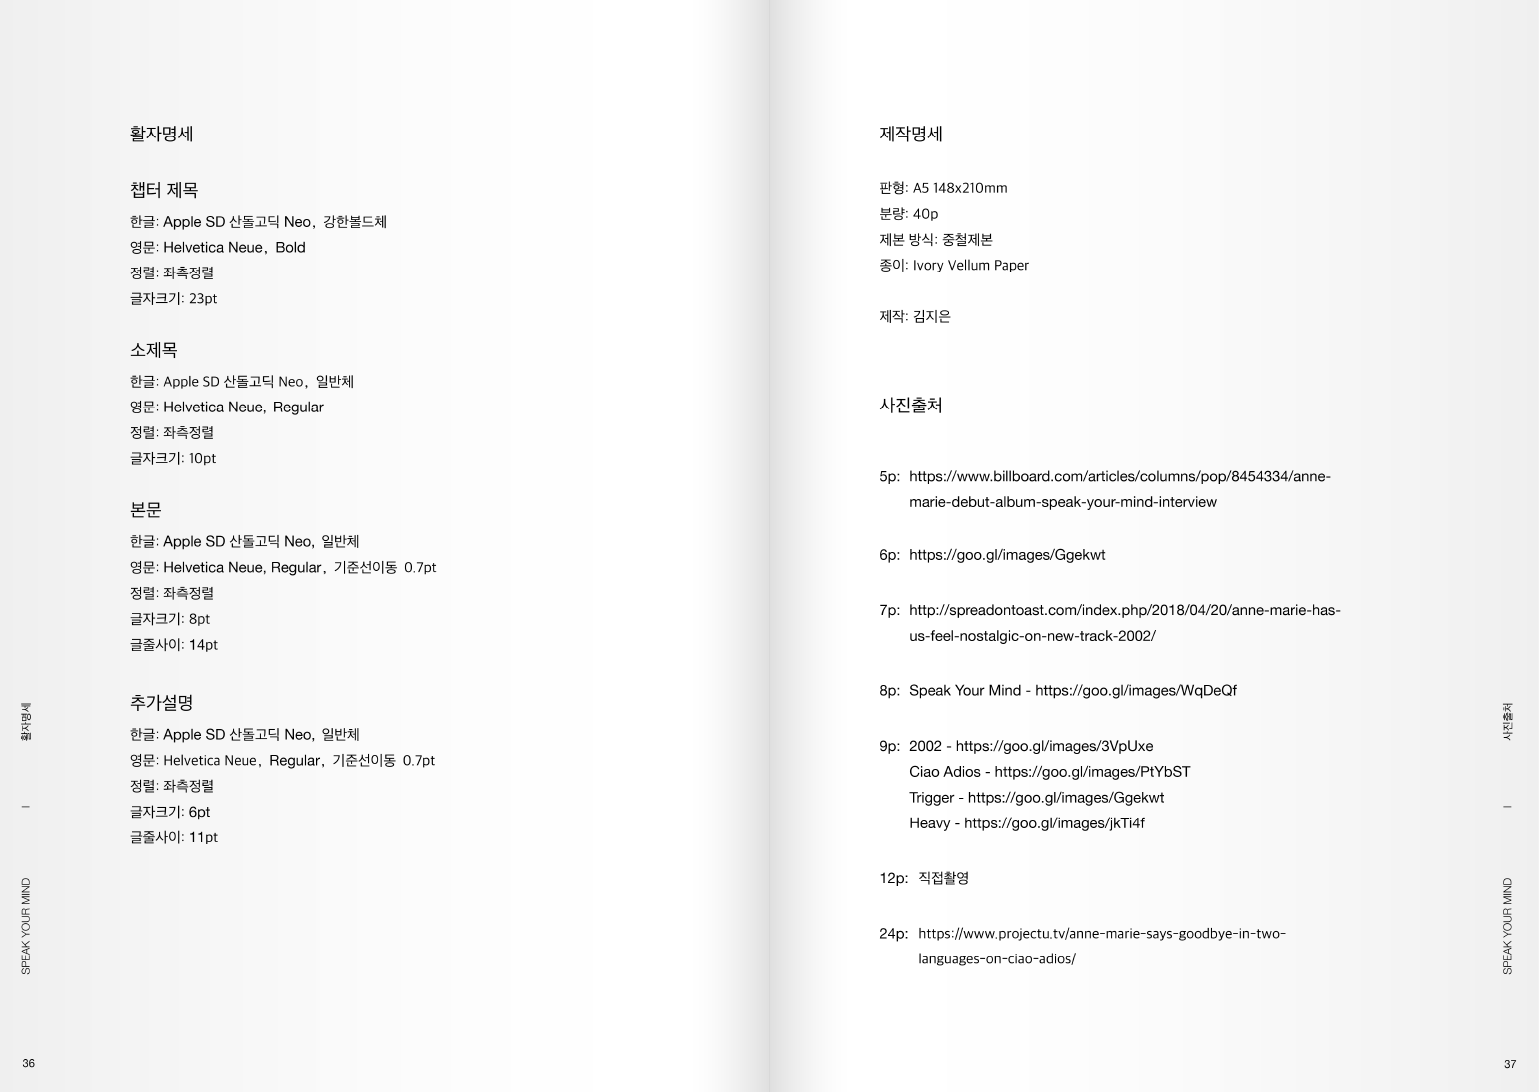 활자명세
챕터 제목
한글: Apple SD 산돌고딕 Neo, 강한볼드체
영문: Helvetica Neue, Bold
정렬: 좌측정렬
글자크기: 23pt
소제목
한글: Apple SD 산돌고딕 Neo, 일반체
영문: Helvetica Neue, Regular
정렬: 좌측정렬
글자크기: 10pt
본문
한글: Apple SD 산돌고딕 Neo, 일반체
영문: Helvetica Neue, Regular, 기준선이동 0.7pt
정렬: 좌측정렬
글자크기: 8pt
글줄사이: 14pt
추가설명
한글: Apple SD 산돌고딕 Neo, 일반체
영문: Helvetica Neue, Regular, 기준선이동 0.7pt
정렬: 좌측정렬
글자크기: 6pt
글줄사이: 11pt
활자명세
|
SPEAK YOUR MIND
36
제작명세
판형: A5 148x210mm
분량: 40p
제본 방식: 중철제본
종이: Ivory Vellum Paper
제작: 김지은
사진출처
5p: https://www.billboard.com/articles/columns/pop/8454334/anne-
marie-debut-album-speak-your-mind-interview
6p: https://goo.gl/images/Ggekwt
7p: http://spreadontoast.com/index.php/2018/04/20/anne-marie-has-
us-feel-nostalgic-on-new-track-2002/
8p: Speak Your Mind - https://goo.gl/images/WqDeQf
9p: 2002 - https://goo.gl/images/3VpUxe
Ciao Adios - https://goo.gl/images/PtYbST
Trigger - https://goo.gl/images/Ggekwt
Heavy - https://goo.gl/images/jkTi4f
12p: 직접촬영
24p: https://www.projectu.tv/anne-marie-says-goodbye-in-two-
languages-on-ciao-adios/
사진출처
|
SPEAK YOUR MIND
37